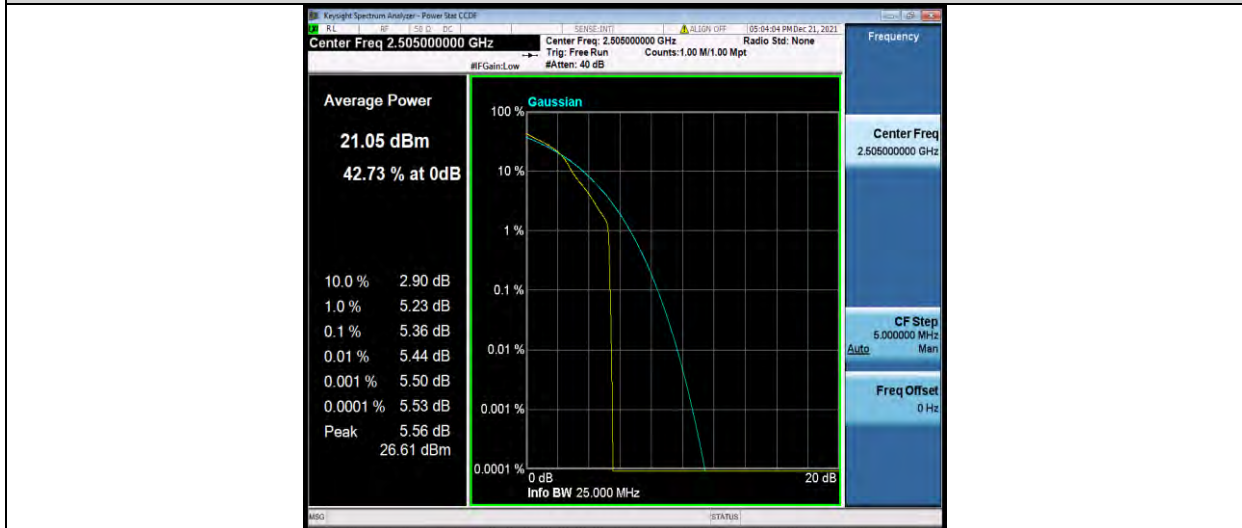 Keysight Spectrum Analyzer - Power Stat CCDF
RL RF 50 Ω DC SENSE:INT ALIGN OFF 05:04:04 PM Dec 21, 2021
Center Freq 2.505000000 GHz
Center Freq: 2.505000000 GHz Radio Std: None
Trig: Free Run Counts:1.00 M/1.00 Mpt
#IFGain:Low #Atten: 40 dB
Frequency
Average Power
21.05 dBm
42.73 % at 0dB
10.0 % 2.90 dB
1.0 % 5.23 dB
0.1 % 5.36 dB
0.01 % 5.44 dB
0.001 % 5.50 dB
0.0001 % 5.53 dB
Peak 5.56 dB
26.61 dBm
Gaussian
100 %
10 %
1 %
0.1 %
0.01 %
0.001 %
0.0001 %
0 dB 20 dB
Info BW 25.000 MHz
Center Freq
2.505000000 GHz
CF Step
5.000000 MHz
Auto Man
Freq Offset
0 Hz
MSG STATUS